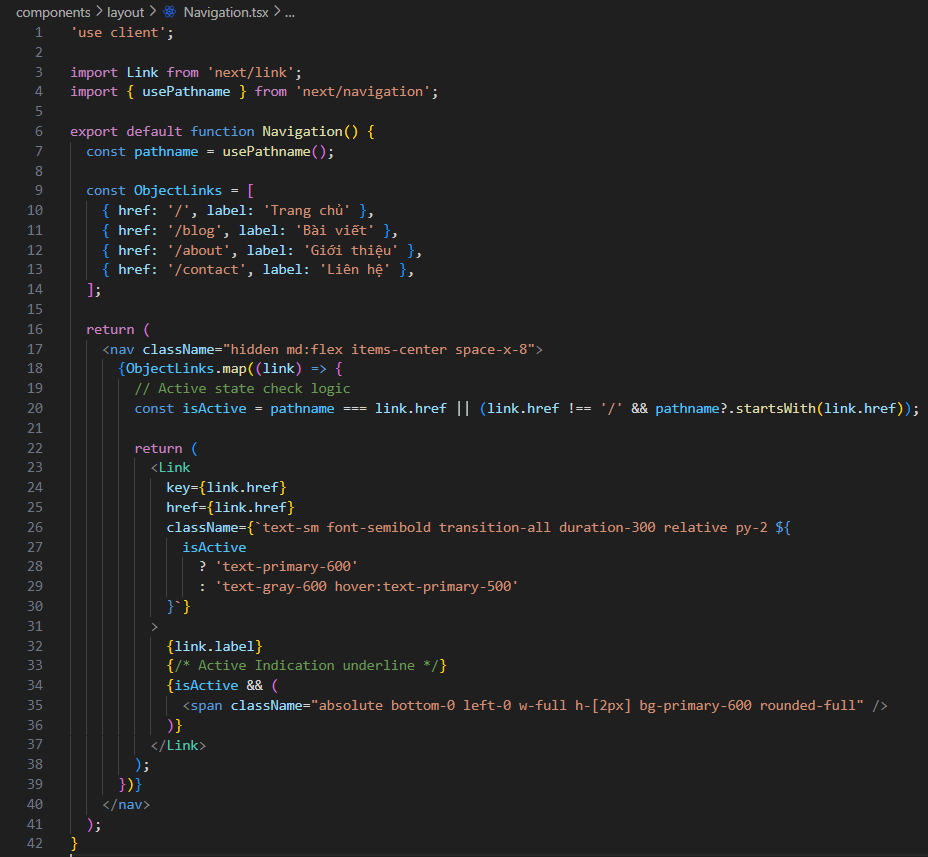 components > layout > Navigation.tsx > ...
1 'use client';
2
3 import Link from 'next/link';
4 import { usePathname } from 'next/navigation';
5
6 export default function Navigation() {
7   const pathname = usePathname();
8
9   const ObjectLinks = [
10     { href: '/', label: 'Trang chủ' },
11     { href: '/blog', label: 'Bài viết' },
12     { href: '/about', label: 'Giới thiệu' },
13     { href: '/contact', label: 'Liên hệ' },
14   ];
15
16   return (
17     <nav className="hidden md:flex items-center space-x-8">
18       {ObjectLinks.map((link) => {
19         // Active state check logic
20         const isActive = pathname === link.href || (link.href !== '/' && pathname?.startsWith(link.href));
21
22         return (
23           <Link
24             key={link.href}
25             href={link.href}
26             className={`text-sm font-semibold transition-all duration-300 relative py-2 ${
27               isActive
28                 ? 'text-primary-600'
29                 : 'text-gray-600 hover:text-primary-500'
30             }`}
31           >
32             {link.label}
33             {/* Active Indication underline */}
34             {isActive && (
35               <span className="absolute bottom-0 left-0 w-full h-[2px] bg-primary-600 rounded-full" />
36             )}
37           </Link>
38         );
39       })}
40     </nav>
41   );
42 }